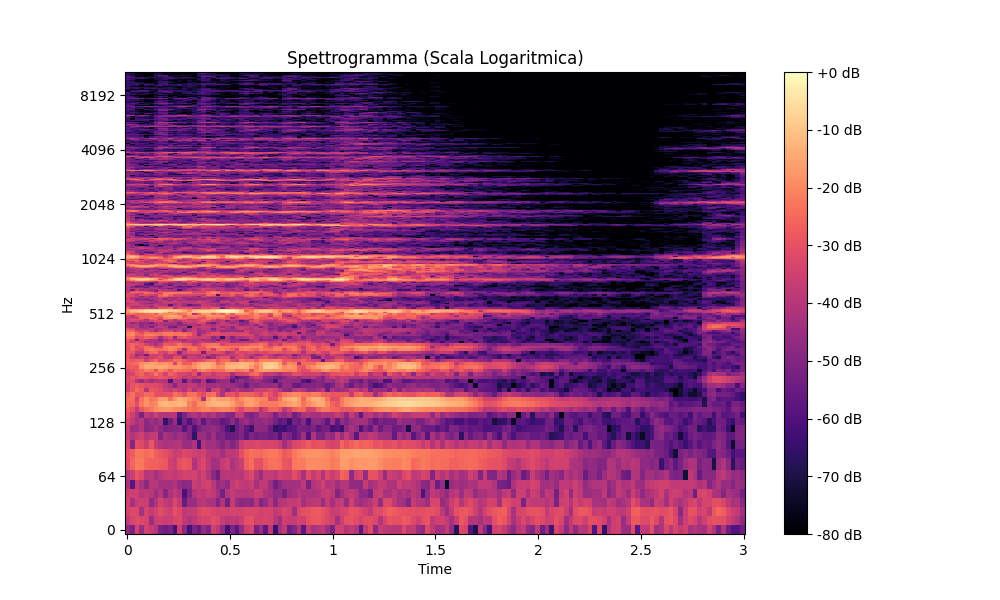 Spettrogramma (Scala Logaritmica)
Hz
8192
4096
2048
1024
512
256
128
64
0
0 0.5 1 1.5 2 2.5 3
Time
+0 dB
-10 dB
-20 dB
-30 dB
-40 dB
-50 dB
-60 dB
-70 dB
-80 dB